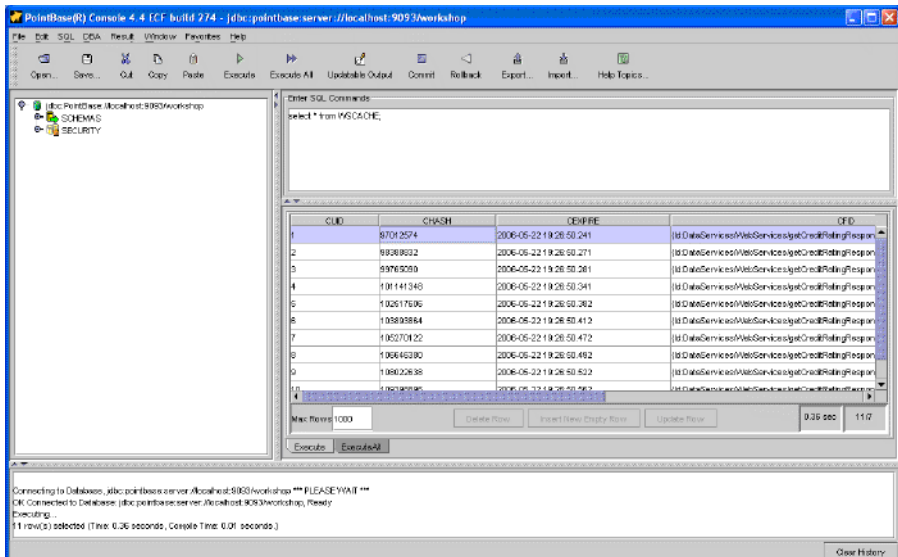 PointBase(R) Console 4.4 ECF build 274 - jdbc:pointbase:server://localhost:9093/workshop
File Edit SQL DBA Result Window Favorites Help
Open... Save... Cut Copy Paste Execute Execute All Updatable Output Commit Rollback Export... Import... Help Topics...
jdbc:PointBase://localhost:9093/workshop
SCHEMAS
SECURITY
Enter SQL Commands
select * from WSCACHE;
CUID CHASH CEXPIRE CFID
1 97012574 2006-05-22 19:26:50.241 (ld:DataServices/WebServices/getCreditRatingRespon
2 98388832 2006-05-22 19:26:50.271 (ld:DataServices/WebServices/getCreditRatingRespon
3 99765090 2006-05-22 19:26:50.281 (ld:DataServices/WebServices/getCreditRatingRespon
4 101141348 2006-05-22 19:26:50.341 (ld:DataServices/WebServices/getCreditRatingRespon
5 102517606 2006-05-22 19:26:50.382 (ld:DataServices/WebServices/getCreditRatingRespon
6 103893864 2006-05-22 19:26:50.412 (ld:DataServices/WebServices/getCreditRatingRespon
7 105270122 2006-05-22 19:26:50.472 (ld:DataServices/WebServices/getCreditRatingRespon
8 106646380 2006-05-22 19:26:50.492 (ld:DataServices/WebServices/getCreditRatingRespon
9 108022638 2006-05-22 19:26:50.522 (ld:DataServices/WebServices/getCreditRatingRespon
10
Max Rows 1000 Delete Row Insert New Empty Row Update Row 0.36 sec 11/7
Execute ExecuteAll
Connecting to Database, jdbc:pointbase:server://localhost:9093/workshop *** PLEASE WAIT ***
OK Connected to Database: jdbc:pointbase:server://localhost:9093/workshop, Ready
Executing...
11 row(s) selected (Time: 0.36 seconds, Compile Time: 0.01 seconds.)
Clear History